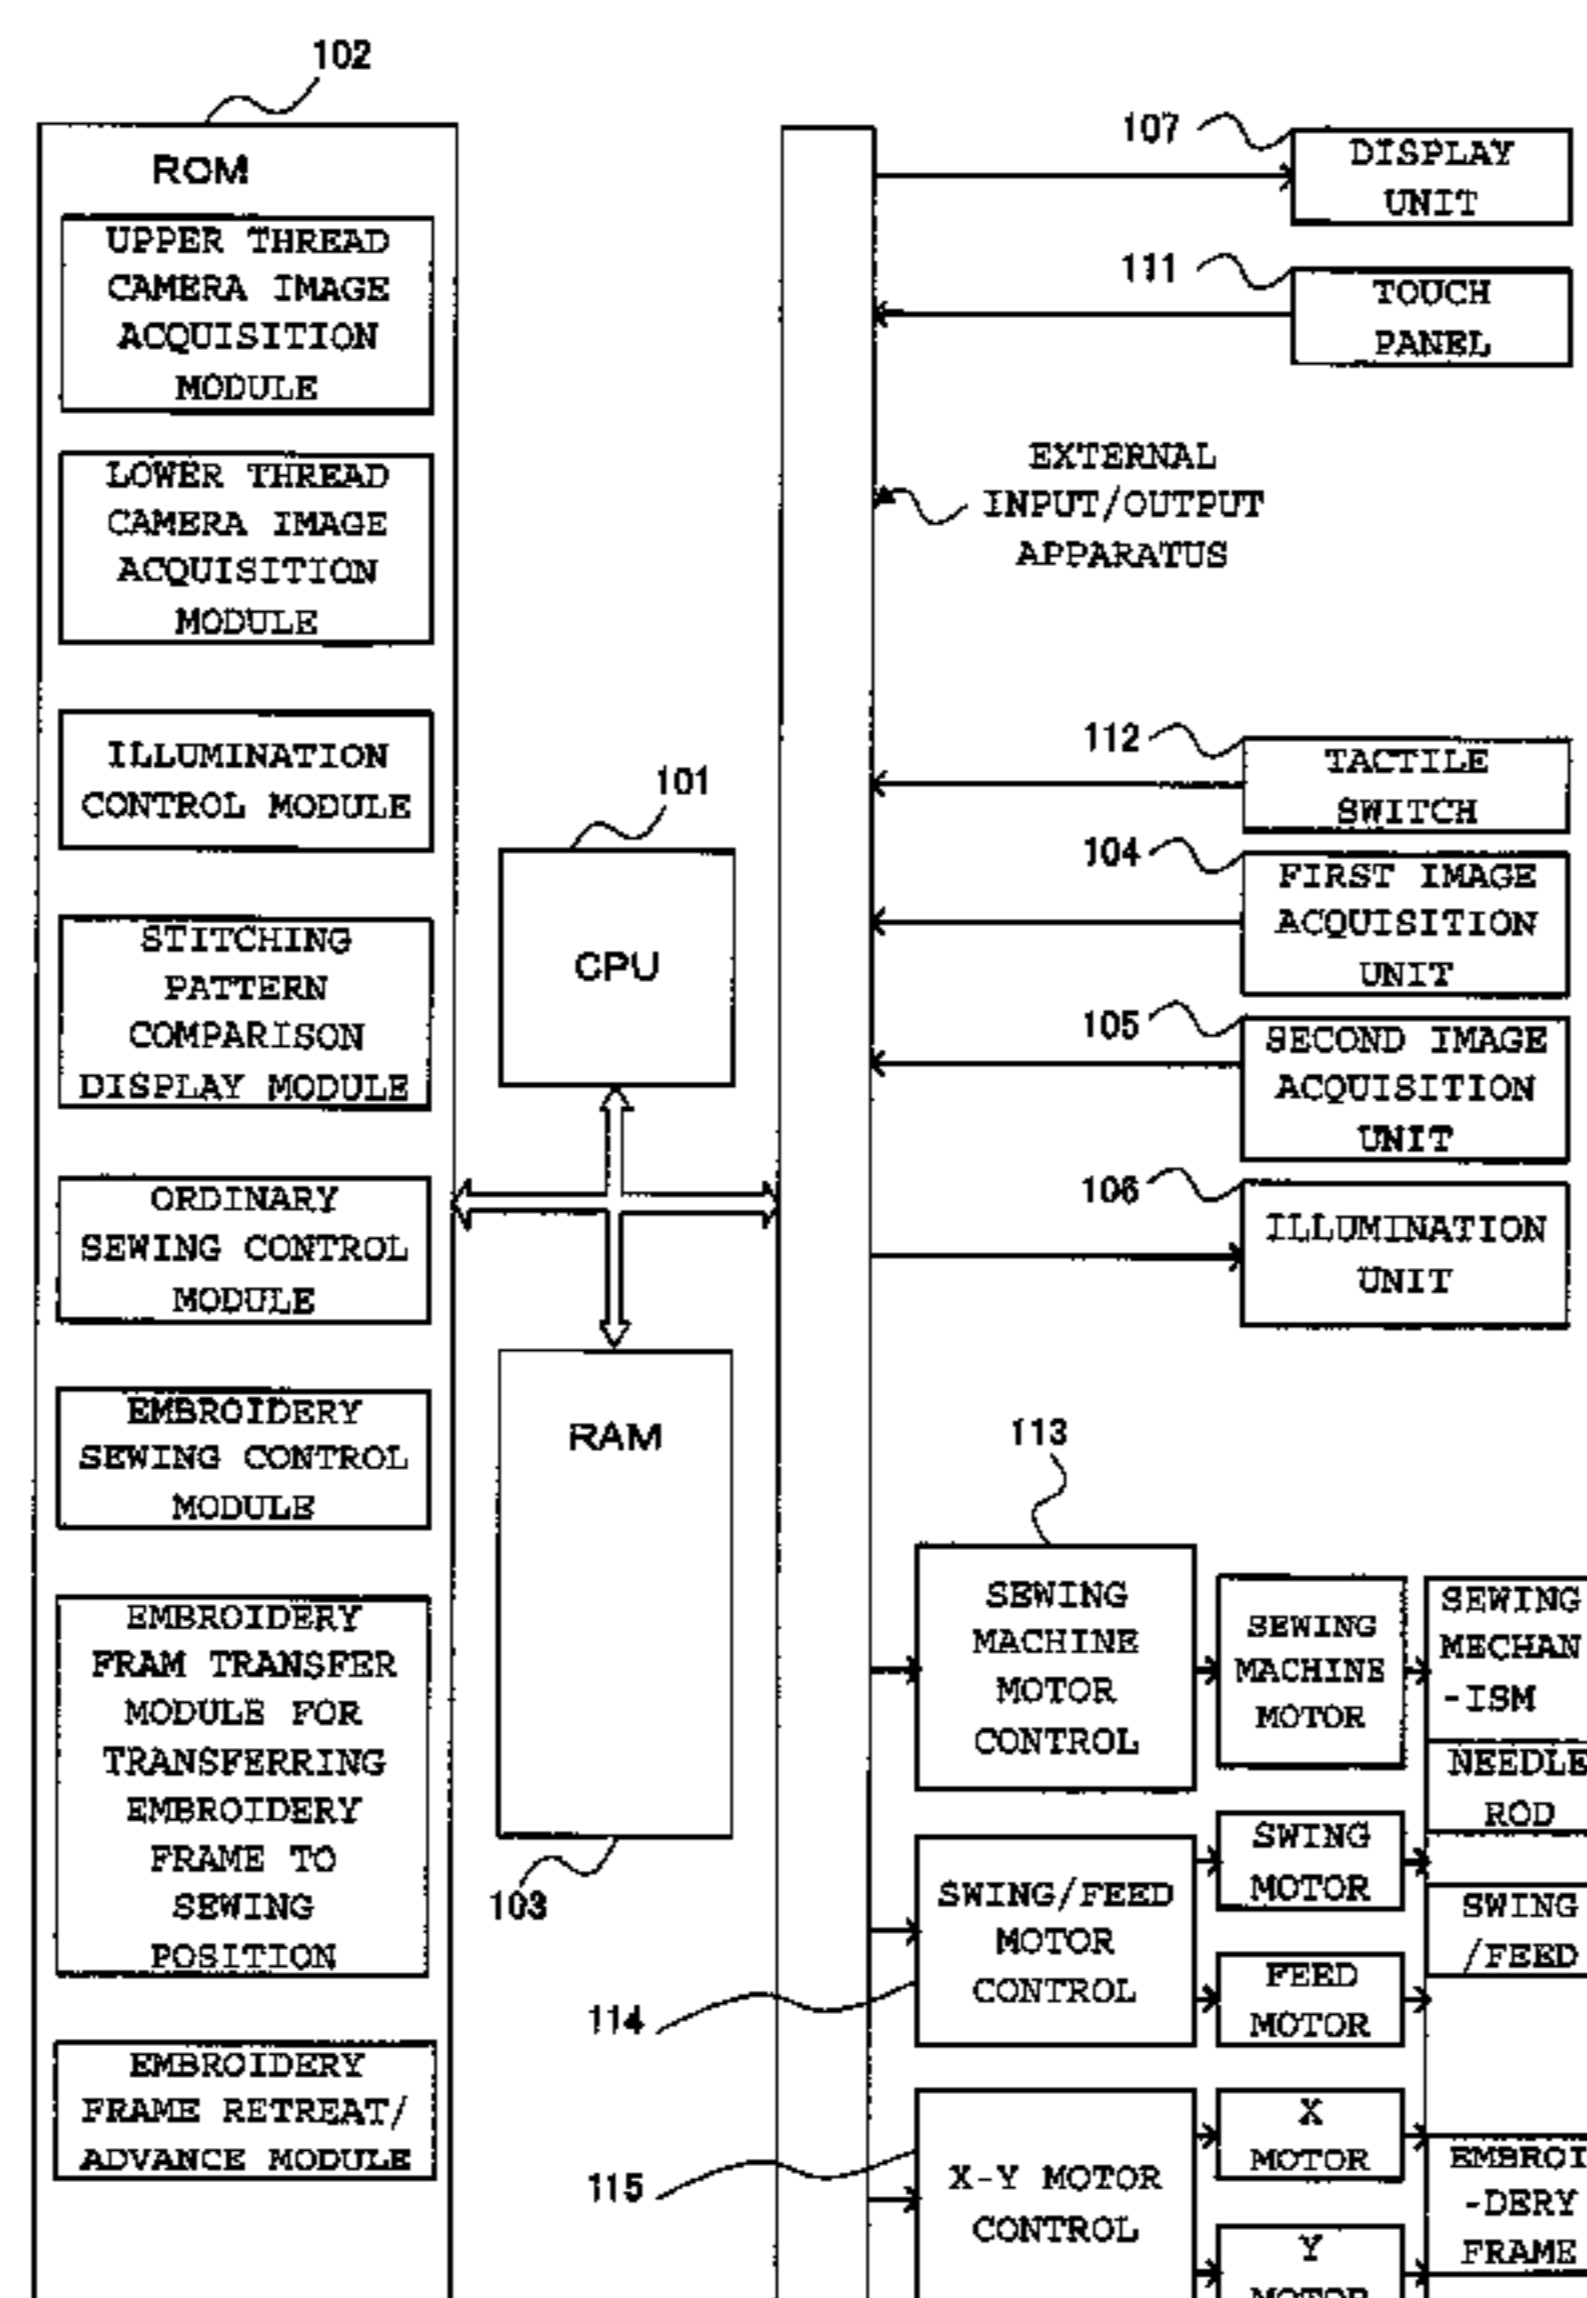 102
ROM
UPPER THREAD
CAMERA IMAGE
ACQUISITION
MODULE
LOWER THREAD
CAMERA IMAGE
ACQUISITION
MODULE
ILLUMINATION
CONTROL MODULE
STITCHING
PATTERN
COMPARISON
DISPLAY MODULE
ORDINARY
SEWING CONTROL
MODULE
EMBROIDERY
SEWING CONTROL
MODULE
EMBROIDERY
FRAM TRANSFER
MODULE FOR
TRANSFERRING
EMBROIDERY
FRAME TO
SEWING
POSITION
EMBROIDERY
FRAME RETREAT/
ADVANCE MODULE
101
CPU
RAM
103
107
DISPLAY
UNIT
111
TOUCH
PANEL
EXTERNAL
INPUT/OUTPUT
APPARATUS
112
TACTILE
SWITCH
104
FIRST IMAGE
ACQUISITION
UNIT
105
SECOND IMAGE
ACQUISITION
UNIT
106
ILLUMINATION
UNIT
113
SEWING
MACHINE
MOTOR
CONTROL
SEWING
MACHINE
MOTOR
SEWING
MECHAN
-ISM
NEEDLE
ROD
114
SWING/FEED
MOTOR
CONTROL
SWING
MOTOR
FEED
MOTOR
SWING
/FEED
115
X-Y MOTOR
CONTROL
X
MOTOR
Y
MOTOR
EMBROI
-DERY
FRAME